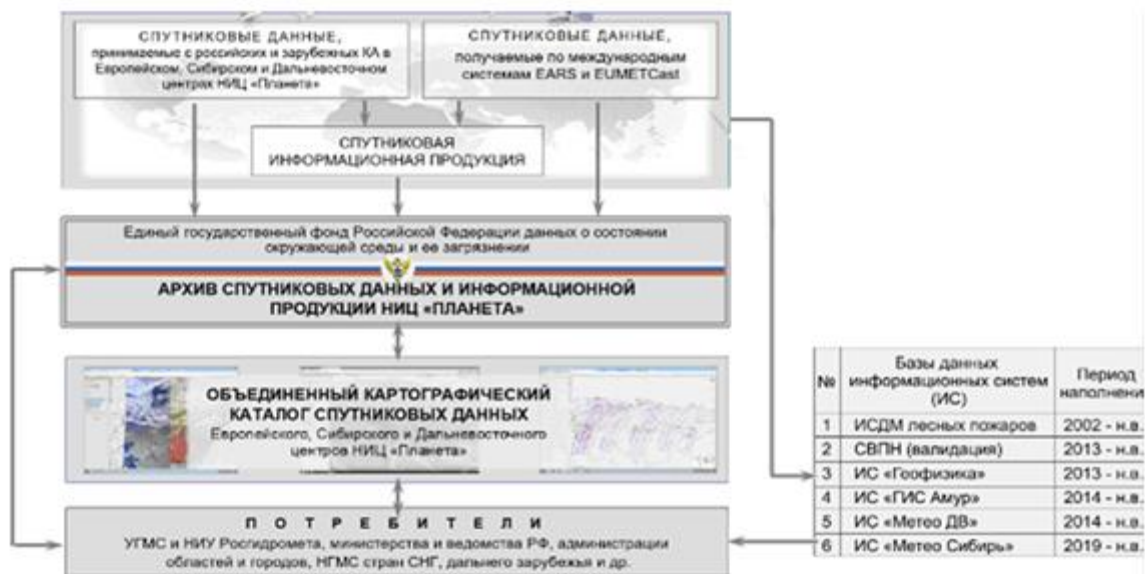 СПУТНИКОВЫЕ ДАННЫЕ,
принимаемые с российских и зарубежных КА в
Европейском, Сибирском и Дальневосточном
центрах НИЦ «Планета»
СПУТНИКОВЫЕ ДАННЫЕ,
получаемые по международным
системам EARS и EUMETCast
СПУТНИКОВАЯ
ИНФОРМАЦИОННАЯ ПРОДУКЦИЯ
Единый государственный фонд Российской Федерации данных о состоянии
окружающей среды и ее загрязнении
АРХИВ СПУТНИКОВЫХ ДАННЫХ И ИНФОРМАЦИОННОЙ
ПРОДУКЦИИ НИЦ «ПЛАНЕТА»
ОБЪЕДИНЕННЫЙ КАРТОГРАФИЧЕСКИЙ
КАТАЛОГ СПУТНИКОВЫХ ДАННЫХ
Европейского, Сибирского и Дальневосточного
центров НИЦ «Планета»
ПОТРЕБИТЕЛИ
УГМС и НИУ Росгидромета, министерства и ведомства РФ, администрации
областей и городов, НГМС стран СНГ, дальнего зарубежья и др.
№ Базы данных информационных систем (ИС) Период наполнени
1 ИСДМ лесных пожаров 2002 - н.в.
2 СВПН (валидация) 2013 - н.в.
3 ИС «Геофизика» 2013 - н.в.
4 ИС «ГИС Амур» 2014 - н.в.
5 ИС «Метео ДВ» 2014 - н.в.
6 ИС «Метео Сибирь» 2019 - н.в.